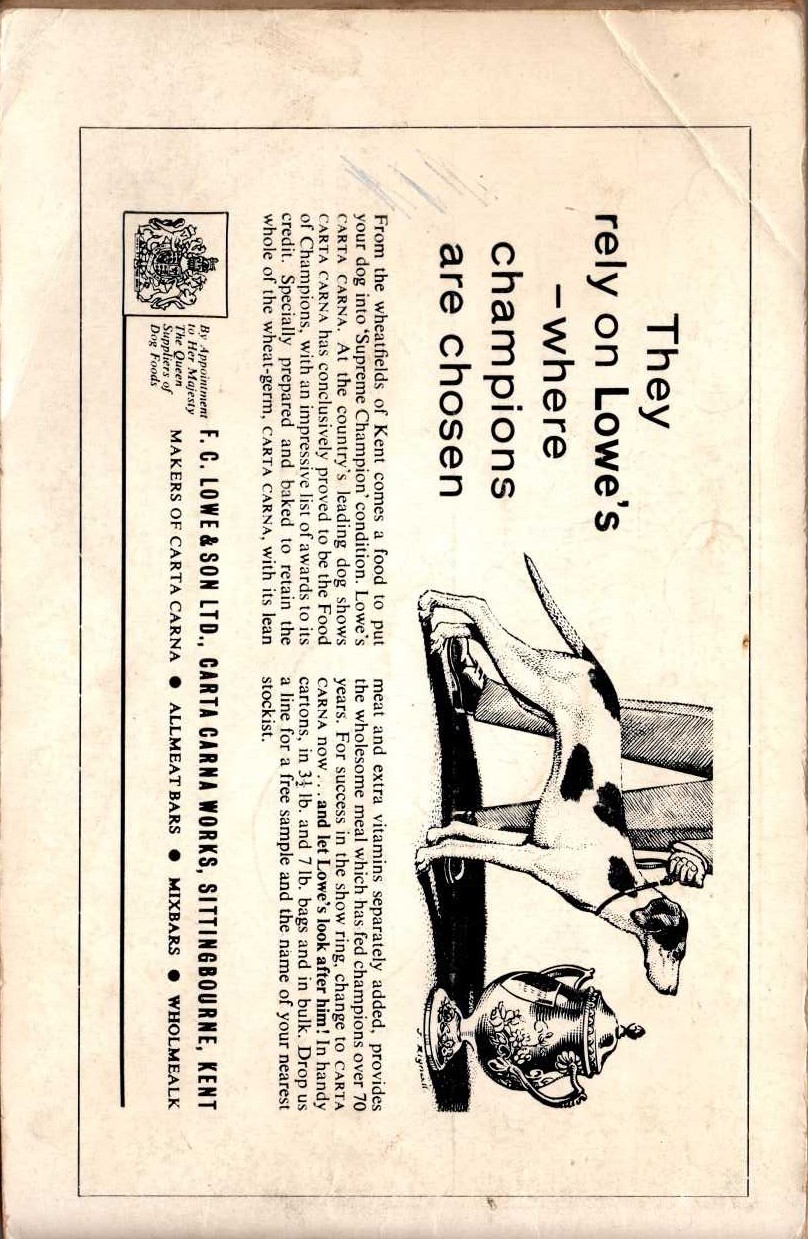 They
rely on Lowe's
–where
champions
are chosen
From the wheatfields of Kent comes a food to put
your dog into 'Supreme Champion' condition. Lowe's
CARTA CARNA. At the country's leading dog shows
CARTA CARNA has conclusively proved to be the Food
of Champions, with an impressive list of awards to its
credit. Specially prepared and baked to retain the
whole of the wheat-germ, CARTA CARNA, with its lean
meat and extra vitamins separately added, provides
the wholesome meal which has fed champions over 70
years. For success in the show ring, change to CARTA
CARNA now...and let Lowe's look after him! In handy
cartons, in 3½ lb. and 7 lb. bags and in bulk. Drop us
a line for a free sample and the name of your nearest
stockist.
By Appointment
to Her Majesty
The Queen
Suppliers of
Dog Foods
F. C. LOWE & SON LTD., CARTA CARNA WORKS, SITTINGBOURNE, KENT
MAKERS OF CARTA CARNA ● ALLMEAT BARS ● MIXBARS ● WHOLMEALK